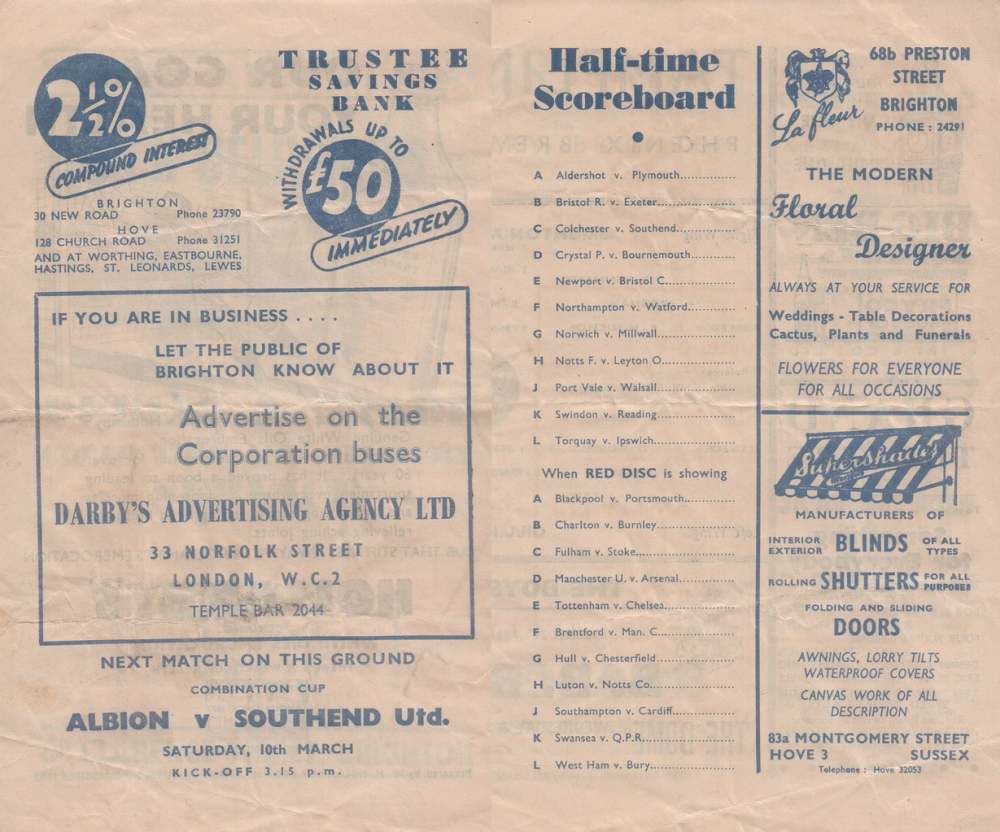 2 1/2%
COMPOUND INTEREST
TRUSTEE
SAVINGS
BANK
WITHDRAWALS UP TO
£50
IMMEDIATELY
BRIGHTON
30 NEW ROAD Phone 23790
HOVE
128 CHURCH ROAD Phone 31251
AND AT WORTHING, EASTBOURNE,
HASTINGS, ST. LEONARDS, LEWES
IF YOU ARE IN BUSINESS . . . .
LET THE PUBLIC OF
BRIGHTON KNOW ABOUT IT
Advertise on the
Corporation buses
DARBY'S ADVERTISING AGENCY LTD
33 NORFOLK STREET
LONDON, W.C.2
TEMPLE BAR 2044
NEXT MATCH ON THIS GROUND
COMBINATION CUP
ALBION v SOUTHEND Utd.
SATURDAY, 10th MARCH
KICK-OFF 3.15 p.m.
Half-time
Scoreboard
A Aldershot v. Plymouth
B Bristol R. v. Exeter
C Colchester v. Southend
D Crystal P. v. Bournemouth
E Newport v. Bristol C.
F Northampton v. Watford
G Norwich v. Millwall
H Notts F. v. Leyton O.
J Port Vale v. Walsall
K Swindon v. Reading
L Torquay v. Ipswich
When RED DISC is showing
A Blackpool v. Portsmouth
B Charlton v. Burnley
C Fulham v. Stoke
D Manchester U. v. Arsenal
E Tottenham v. Chelsea
F Brentford v. Man. C.
G Hull v. Chesterfield
H Luton v. Notts Co.
J Southampton v. Cardiff
K Swansea v. Q.P.R.
L West Ham v. Bury
La fleur
68b PRESTON
STREET
BRIGHTON
PHONE : 24291
THE MODERN
Floral
Designer
ALWAYS AT YOUR SERVICE FOR
Weddings - Table Decorations
Cactus, Plants and Funerals
FLOWERS FOR EVERYONE
FOR ALL OCCASIONS
Supershades
MANUFACTURERS OF
INTERIOR EXTERIOR BLINDS OF ALL TYPES
ROLLING SHUTTERS FOR ALL PURPOSES
FOLDING AND SLIDING
DOORS
AWNINGS, LORRY TILTS
WATERPROOF COVERS
CANVAS WORK OF ALL
DESCRIPTION
83a MONTGOMERY STREET
HOVE 3 SUSSEX
Telephone : Hove 32053